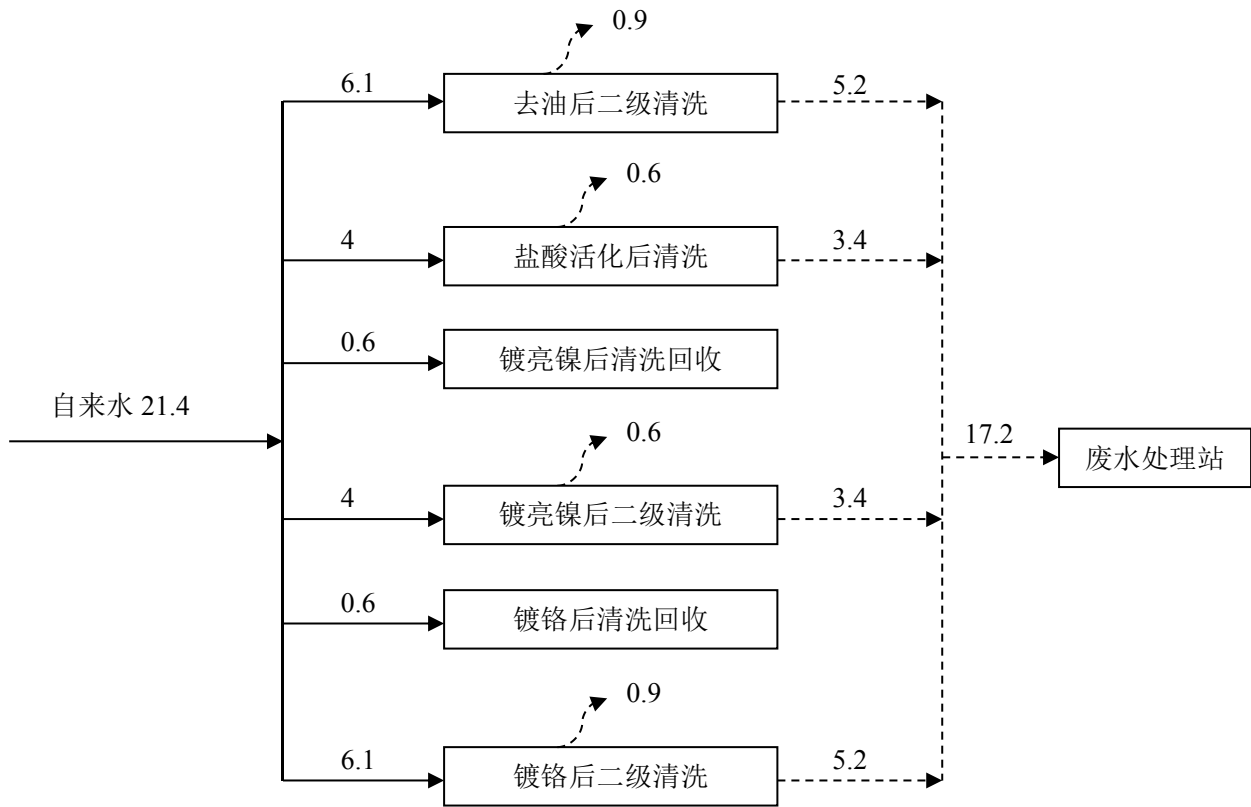 0.9
6.1
去油后二级清洗
5.2
0.6
4
盐酸活化后清洗
3.4
0.6
镀亮镍后清洗回收
自来水 21.4
0.6
17.2
废水处理站
4
镀亮镍后二级清洗
3.4
0.6
镀铬后清洗回收
0.9
6.1
镀铬后二级清洗
5.2